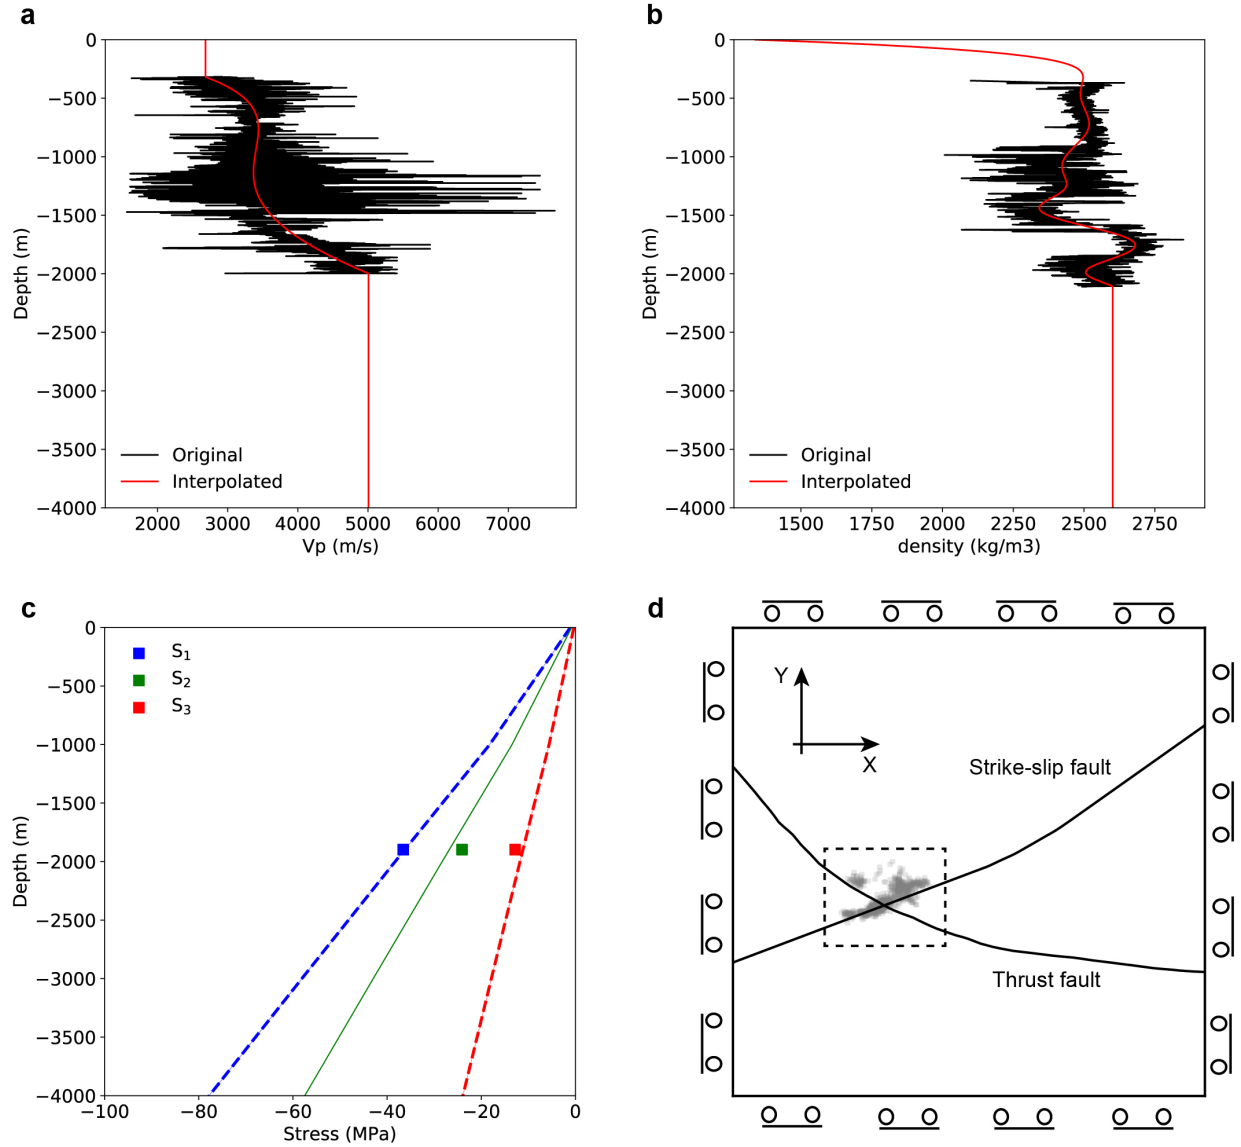 a
0
−500
−1000
−1500
−2000
−2500
−3000
−3500
−4000
Depth (m)
Original
Interpolated
2000 3000 4000 5000 6000 7000
Vp (m/s)
b
0
−500
−1000
−1500
−2000
−2500
−3000
−3500
−4000
Depth (m)
Original
Interpolated
1500 1750 2000 2250 2500 2750
density (kg/m3)
c
0
−500
−1000
−1500
−2000
−2500
−3000
−3500
−4000
Depth (m)
S1
S2
S3
−100 −80 −60 −40 −20 0
Stress (MPa)
d
Y
X
Strike-slip fault
Thrust fault